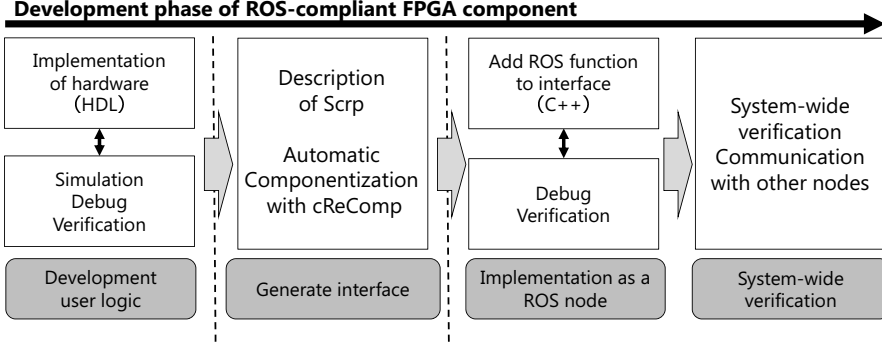 Development phase of ROS-compliant FPGA component
Implementation
of hardware
(HDL)
Simulation
Debug
Verification
Development
user logic
Description
of Scrp
Automatic
Componentization
with cReComp
Generate interface
Add ROS function
to interface
(C++)
Debug
Verification
Implementation as a
ROS node
System-wide
verification
Communication
with other nodes
System-wide
verification